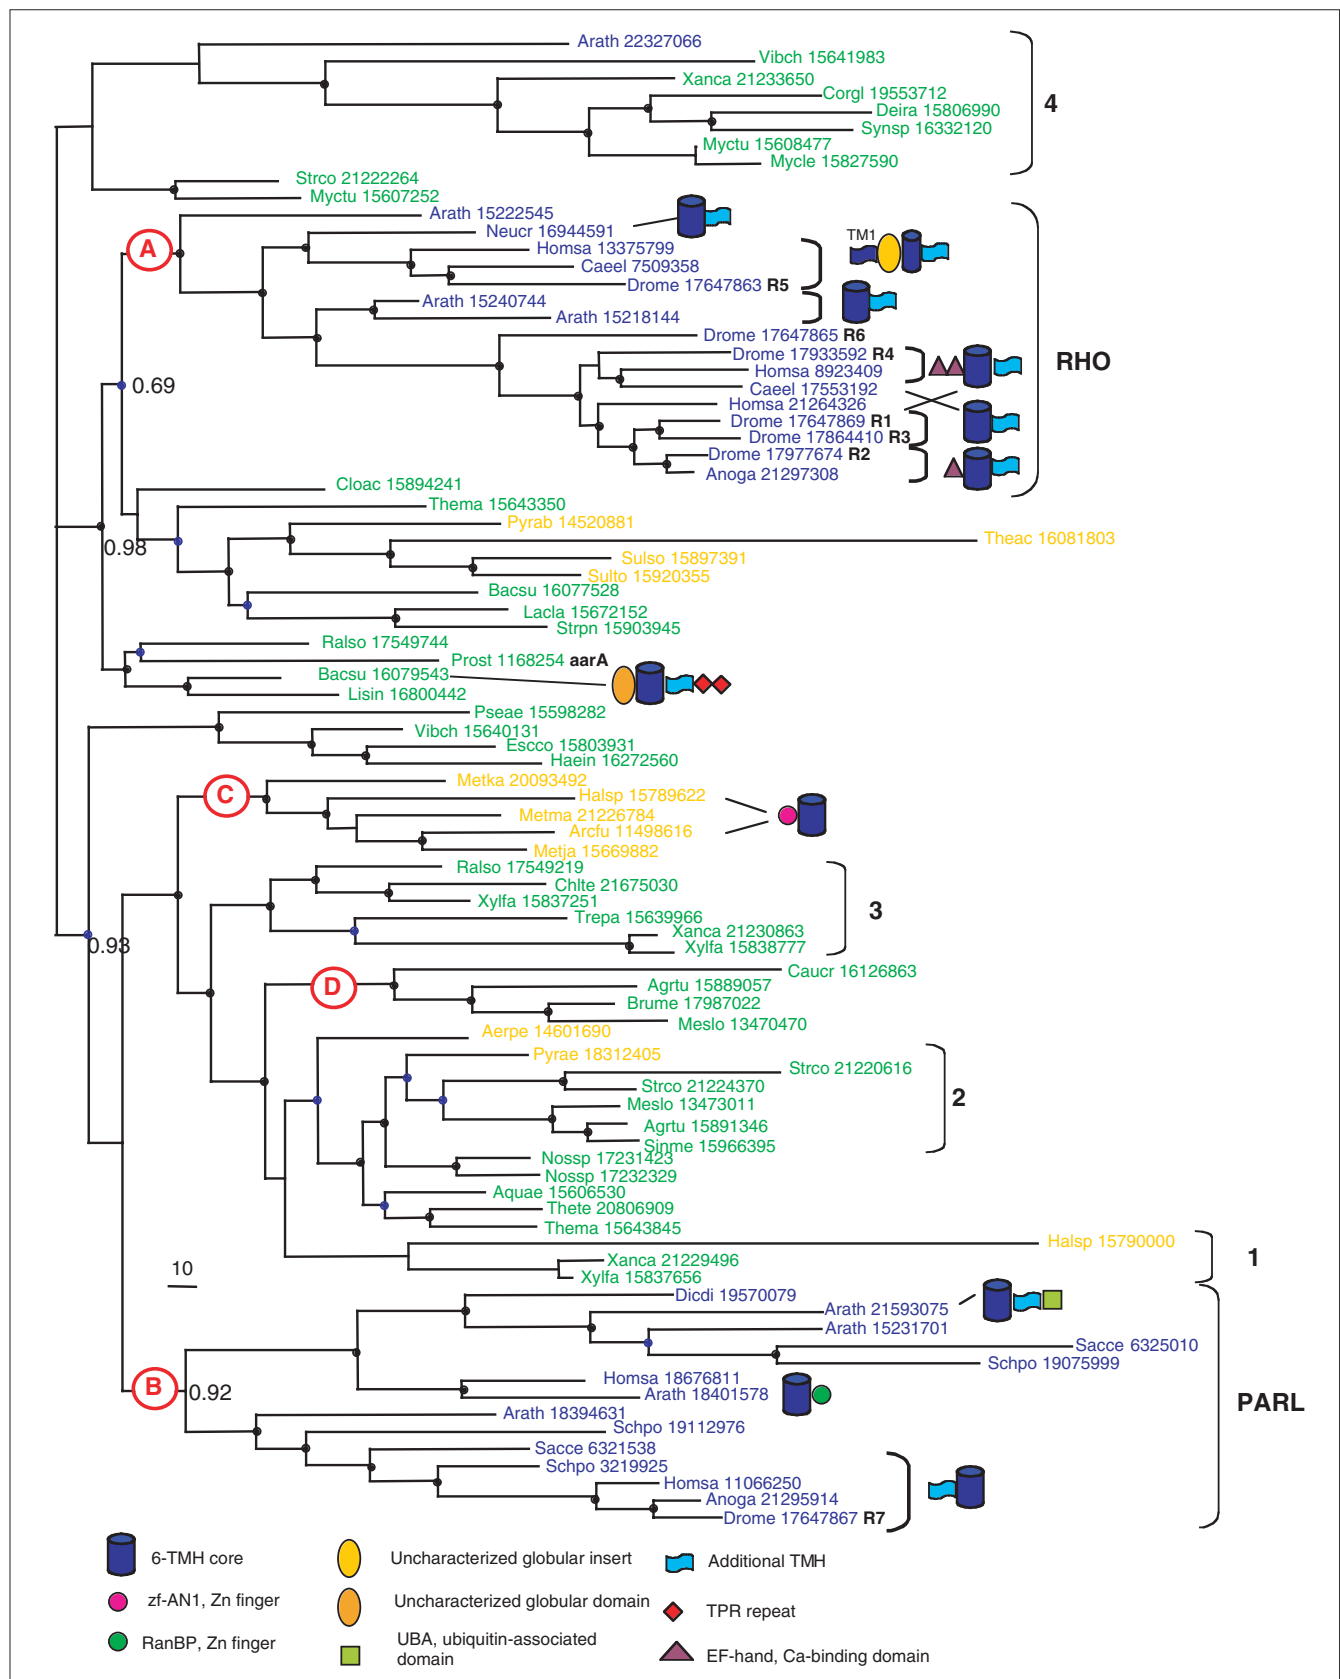 Arath 22327066
Vibch 15641983
Xanca 21233650
Corgl 19553712
4
Deira 15806990
Synsp 16332120
Myctu 15608477
Mycle 15827590
Strco 21222264
Myctu 15607252
Arath 15222545
Neucr 16944591
A
TM1
Homsa 13375799
Caeel 7509358
Drome 17647863 R5
Arath 15240744
Arath 15218144
Drome 17647865 R6
Drome 17933592 R4
RHO
Homsa 8923409
0.69
Caeel 17553192
Homsa 21264326
Drome 17647869 R1
Drome 17864410 R3
Drome 17977674 R2
Anoga 21297308
Cloac 15894241
Thema 15643350
Pyrab 14520881
Theac 16081803
0.98
Sulso 15897391
Sulto 15920355
Bacsu 16077528
Lacla 15672152
Strpn 15903945
Ralso 17549744
Prost 1168254 aarA
Bacsu 16079543
Lisin 16800442
Pseae 15598282
Vibch 15640131
Escco 15803931
Haein 16272560
Metka 20093492
C
Halsp 15789622
Metma 21226784
Arcfu 11498616
Metja 15669882
Ralso 17549219
Chlte 21675030
Xylfa 15837251
3
Trepa 15639966
Xanca 21230863
0.93
Xylfa 15838777
Caucr 16126863
D
Agrtu 15889057
Brume 17987022
Meslo 13470470
Aerpe 14601690
Pyrae 18312405
Strco 21220616
Strco 21224370
2
Meslo 13473011
Agrtu 15891346
Sinme 15966395
Nossp 17231423
Nossp 17232329
Aquae 15606530
Thete 20806909
Thema 15643845
Halsp 15790000
1
Xanca 21229496
10
Xylfa 15837656
Dicdi 19570079
Arath 21593075
Arath 15231701
Sacce 6325010
Schpo 19075999
Homsa 18676811
B
0.92
Arath 18401578
PARL
Arath 18394631
Schpo 19112976
Sacce 6321538
Schpo 3219925
Homsa 11066250
Anoga 21295914
Drome 17647867 R7
6-TMH core
Uncharacterized globular insert
Additional TMH
zf-AN1, Zn finger
Uncharacterized globular domain
TPR repeat
RanBP, Zn finger
UBA, ubiquitin-associated
domain
EF-hand, Ca-binding domain